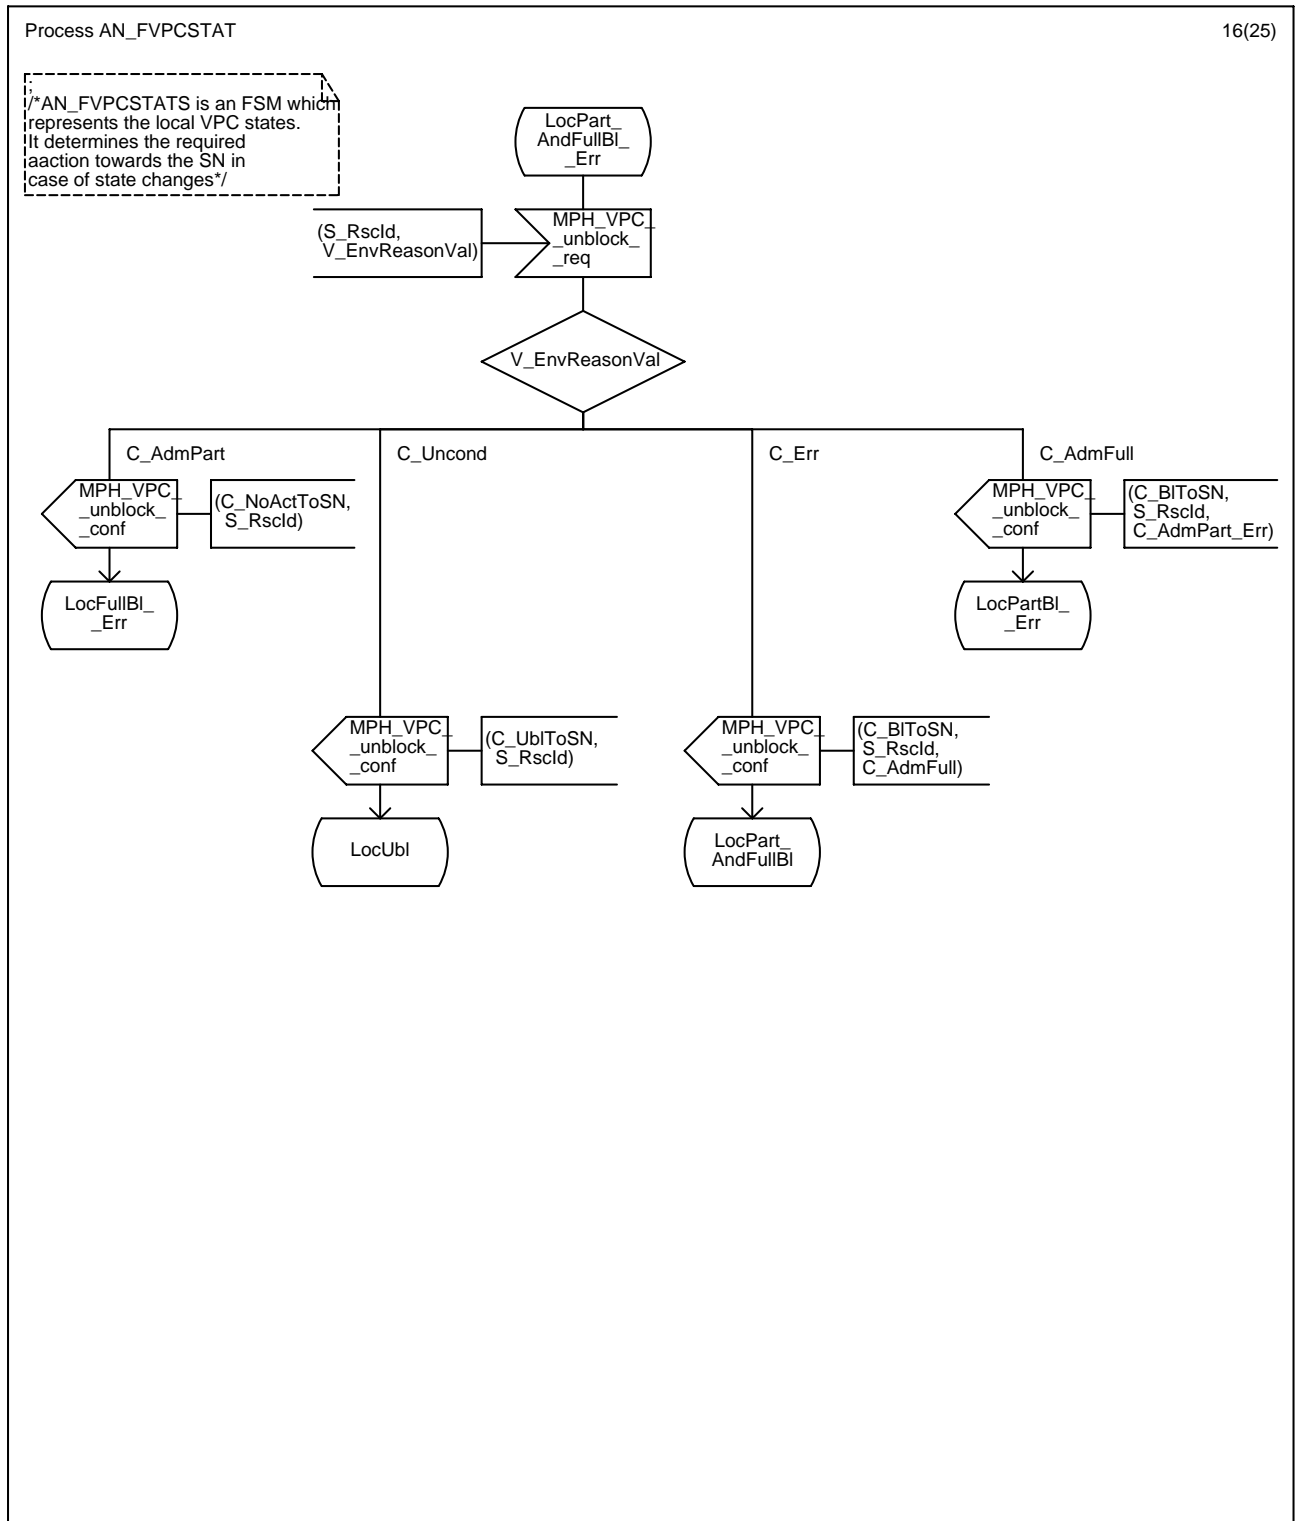 Process AN_FVPCSTAT
16(25)
;
/*AN_FVPCSTATS is an FSM which
represents the local VPC states.
It determines the required
aaction towards the SN in
case of state changes*/
LocPart_
AndFullBl_
_Err
(S_RscId,
V_EnvReasonVal)
MPH_VPC_
_unblock_
_req
V_EnvReasonVal
C_AdmPart
C_Uncond
C_Err
C_AdmFull
MPH_VPC_
_unblock_
_conf
(C_NoActToSN,
S_RscId)
MPH_VPC_
_unblock_
_conf
(C_BlToSN,
S_RscId,
C_AdmPart_Err)
LocFullBl_
_Err
LocPartBl_
_Err
MPH_VPC_
_unblock_
_conf
(C_UblToSN,
S_RscId)
MPH_VPC_
_unblock_
_conf
(C_BlToSN,
S_RscId,
C_AdmFull)
LocUbl
LocPart_
AndFullBl